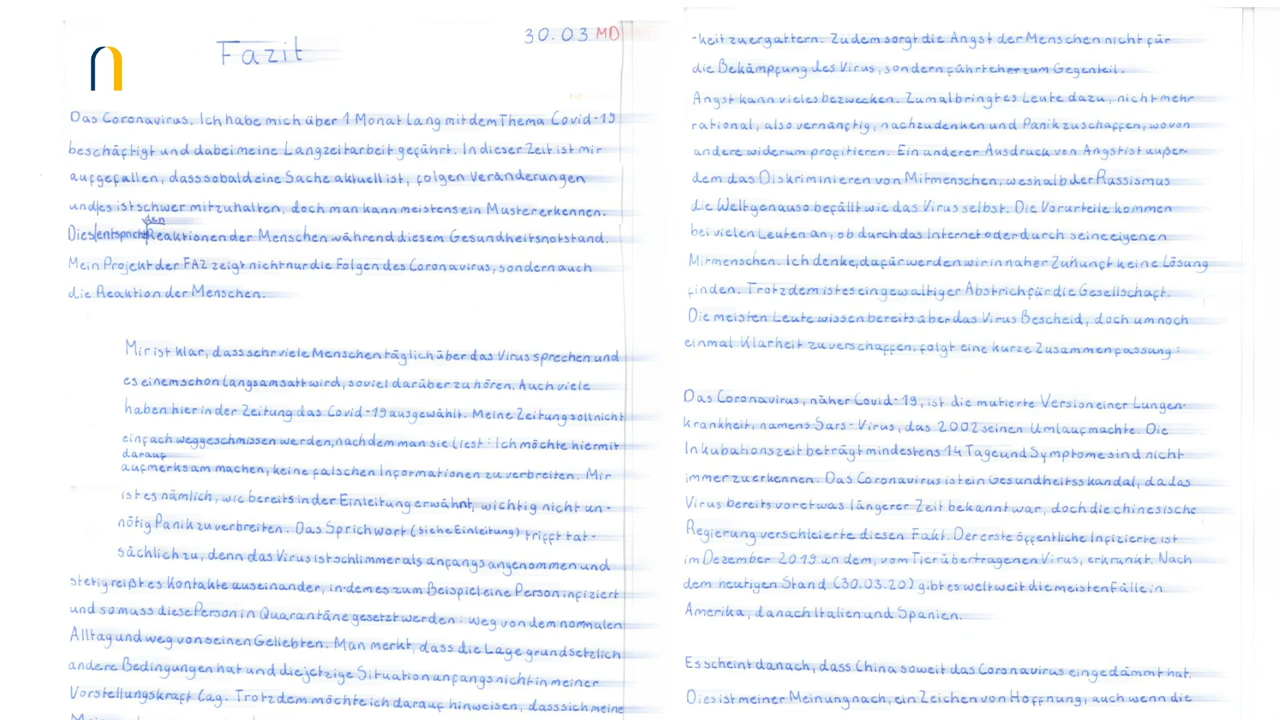 30.03 MD
Fazit
Das Coronavirus. Ich habe mich über 1 Monat lang mit dem Thema Covid-19
beschäftigt und dabei meine Langzeitarbeit geführt. In dieser Zeit ist mir
aufgefallen, dass sobald eine Sache aktuell ist, folgen Veränderungen
und es ist schwer mitzuhalten, doch man kann meistens ein Muster erkennen.
Dies entspricht den Reaktionen der Menschen während diesem Gesundheitsnotstand.
Mein Projekt der FAZ zeigt nicht nur die Folgen des Coronavirus, sondern auch
die Reaktion der Menschen.
Mir ist klar, dass sehr viele Menschen täglich über das Virus sprechen und
es einem schon langsam satt wird, soviel darüber zu hören. Auch viele
haben hier in der Zeitung das Covid-19 ausgewählt. Meine Zeitung soll nicht
einfach weggeschmissen werden, nachdem man sie liest: Ich möchte hiermit
darauf
aufmerksam machen, keine falschen Informationen zu verbreiten. Mir
ist es nämlich, wie bereits in der Einleitung erwähnt, wichtig nicht un-
nötig Panik zu verbreiten. Das Sprichwort (siehe Einleitung) trifft tat-
sächlich zu, denn das Virus ist schlimmer als anfangs angenommen und
stetig reißt es Kontakte auseinander, in dem es zum Beispiel eine Person infiziert
und so muss diese Person in Quarantäne gesetzt werden: weg von dem normalen
Alltag und weg von seinen Geliebten. Man merkt, dass die Lage grundsetzlich
andere Bedingungen hat und die jetzige Situation anfangs nicht in meiner
Vorstellungskraft lag. Trotzdem möchte ich darauf hinweisen, dass sich meine
-keit zu ergattern. Zudem sorgt die Angst der Menschen nicht für
die Bekämpfung des Virus, sondern führt eher zum Gegenteil.
Angst kann vieles bezwecken. Zumal bringt es Leute dazu, nicht mehr
rational, also vernünftig, nachzudenken und Panik zu schaffen, wovon
andere widerum profitieren. Ein anderer Ausdruck von Angst ist außer-
dem das Diskriminieren von Mitmenschen, weshalb der Rassismus
die Welt genauso befällt wie das Virus selbst. Die Vorurteile kommen
bei vielen Leuten an, ob durch das Internet oder durch seine eigenen
Mitmenschen. Ich denke, dafür werden wir in naher Zukunft keine Lösung
finden. Trotzdem ist es ein gewaltiger Abstrich für die Gesellschaft.
Die meisten Leute wissen bereits über das Virus Bescheid, doch um noch
einmal Klarheit zu verschaffen, folgt eine kurze Zusammenfassung:
Das Coronavirus, näher Covid-19, ist die mutierte Version einer Lungen-
krankheit, namens Sars-Virus, das 2002 seinen Umlauf machte. Die
Inkubationszeit beträgt mindestens 14 Tage und Symptome sind nicht
immer zu erkennen. Das Coronavirus ist ein Gesundheitsskandal, da das
Virus bereits vor etwas längerer Zeit bekannt war, doch die chinesische
Regierung verschleierte diesen Fakt. Der erste öffentliche Infizierte ist
im Dezember 2019 an dem, vom Tier übertragenen Virus, erkrankt. Nach
dem heutigen Stand (30.03.20) gibt es weltweit die meisten Fälle in
Amerika, danach Italien und Spanien.
Es scheint danach, dass China soweit das Coronavirus eingedämmt hat.
Dies ist meiner Meinung nach, ein Zeichen von Hoffnung, auch wenn die